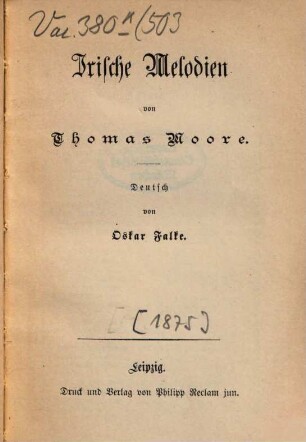 Var. 380 n/503
Irische Melodien
von
Thomas Moore.
Deutsch
von
Oskar Falke.
[1875]
Leipzig.
Druck und Verlag von Philipp Reclam jun.